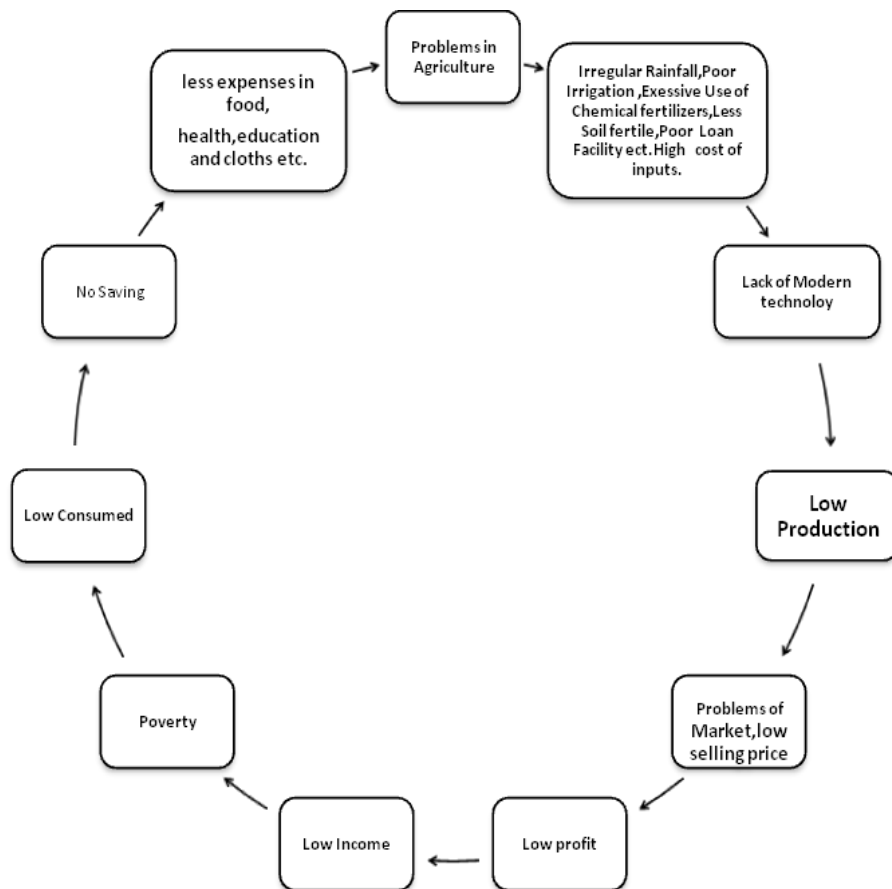 Problems in
Agriculture
Irregular Rainfall,Poor
Irrigation ,Exessive Use of
Chemical fertilizers,Less
Soil fertile,Poor Loan
Facility ect.High cost of
inputs.
Lack of Modern
technoloy
Low
Production
Problems of
Market,low
selling price
Low profit
Low Income
Poverty
Low Consumed
No Saving
less expenses in
food,
health,education
and cloths etc.